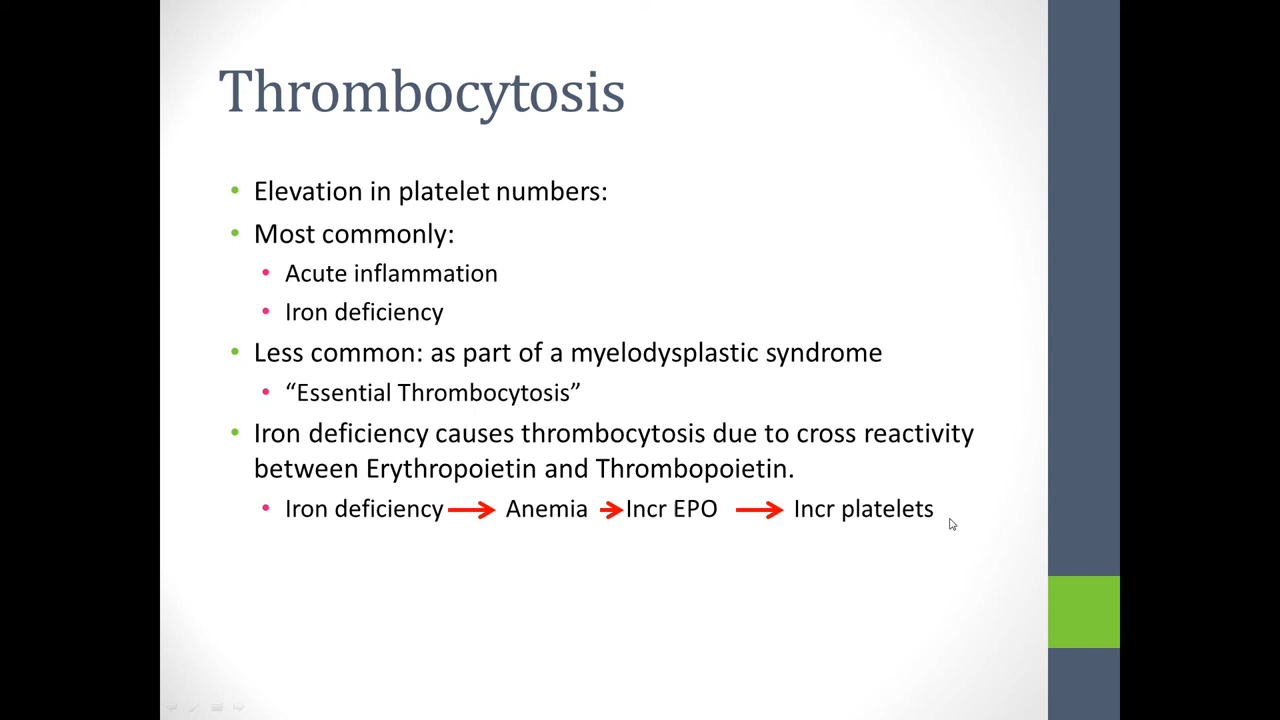 Thrombocytosis
• Elevation in platelet numbers:
• Most commonly:
• Acute inflammation
• Iron deficiency
• Less common: as part of a myelodysplastic syndrome
• “Essential Thrombocytosis”
• Iron deficiency causes thrombocytosis due to cross reactivity
between Erythropoietin and Thrombopoietin.
• Iron deficiency → Anemia → Incr EPO → Incr platelets